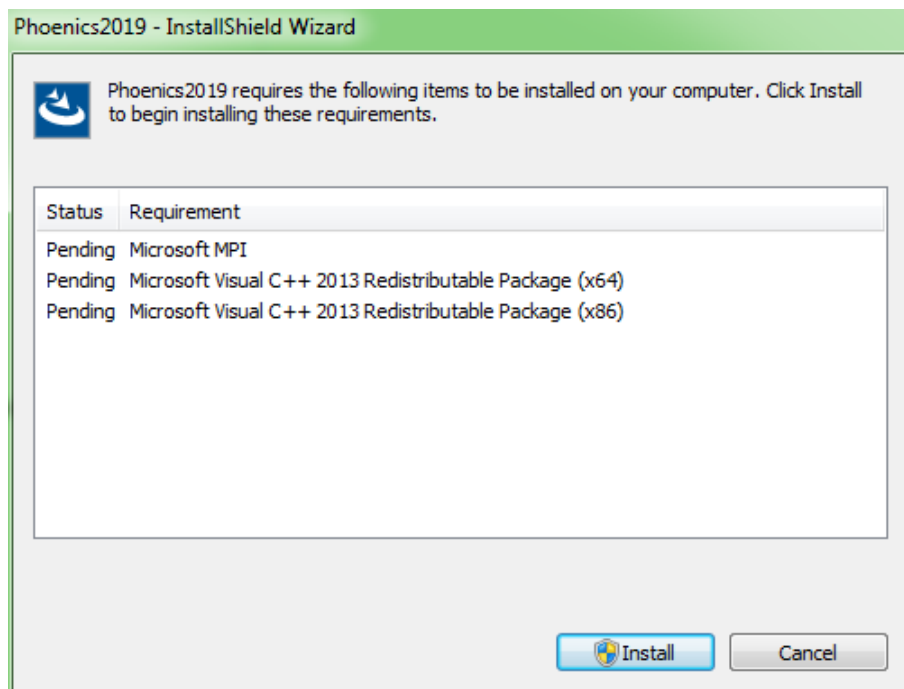 Phoenics2019 - InstallShield Wizard
Phoenics2019 requires the following items to be installed on your computer. Click Install
to begin installing these requirements.
Status Requirement
Pending Microsoft MPI
Pending Microsoft Visual C++ 2013 Redistributable Package (x64)
Pending Microsoft Visual C++ 2013 Redistributable Package (x86)
Install Cancel